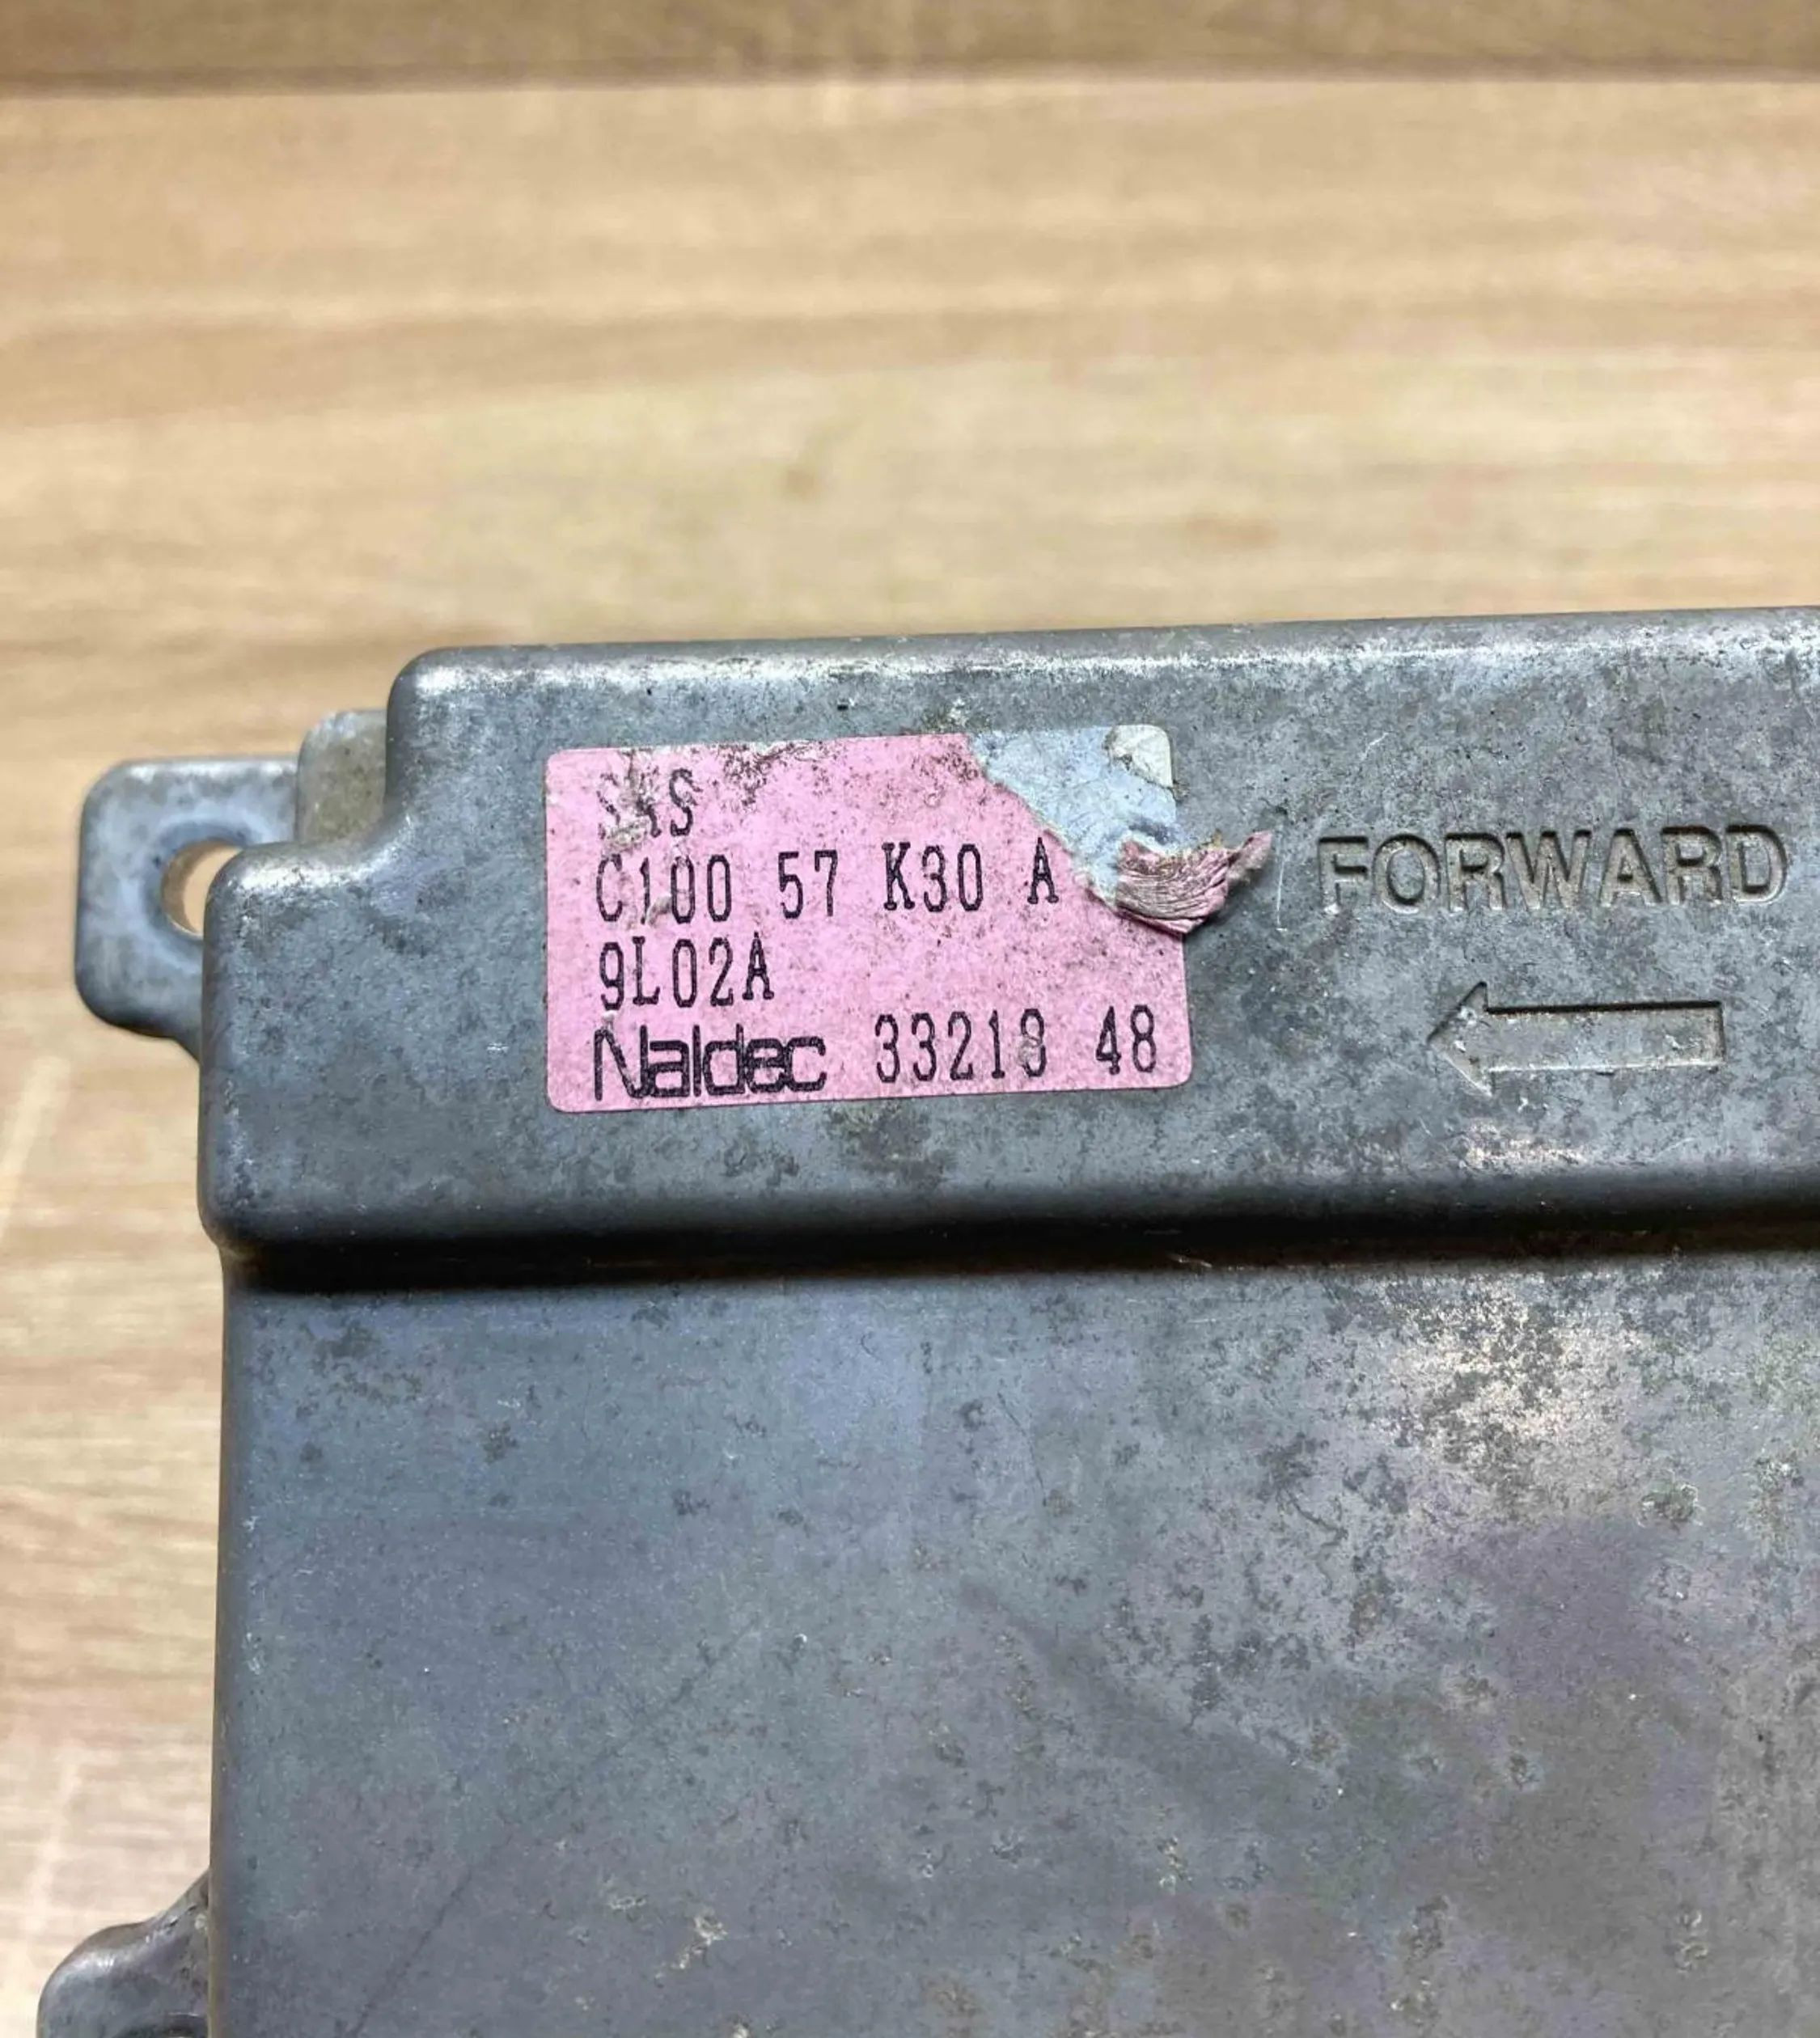 SAS
C100 57 K30 A
9L02A
Naldec 33218 48
FORWARD